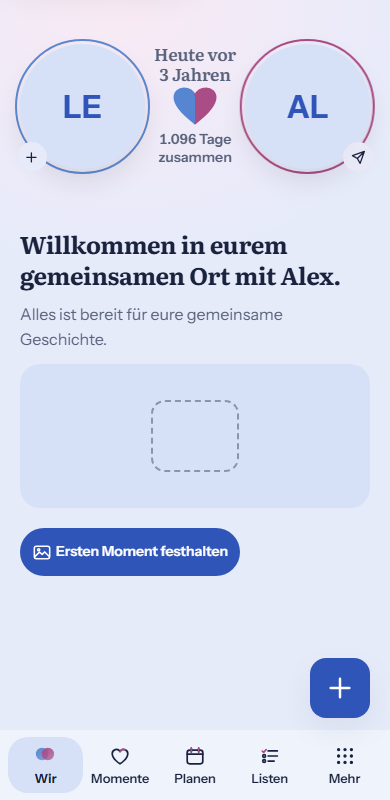 Heute vor
3 Jahren
LE
AL
1.096 Tage
zusammen
Willkommen in eurem
gemeinsamen Ort mit Alex.
Alles ist bereit für eure gemeinsame
Geschichte.
Ersten Moment festhalten
Wir
Momente
Planen
Listen
Mehr